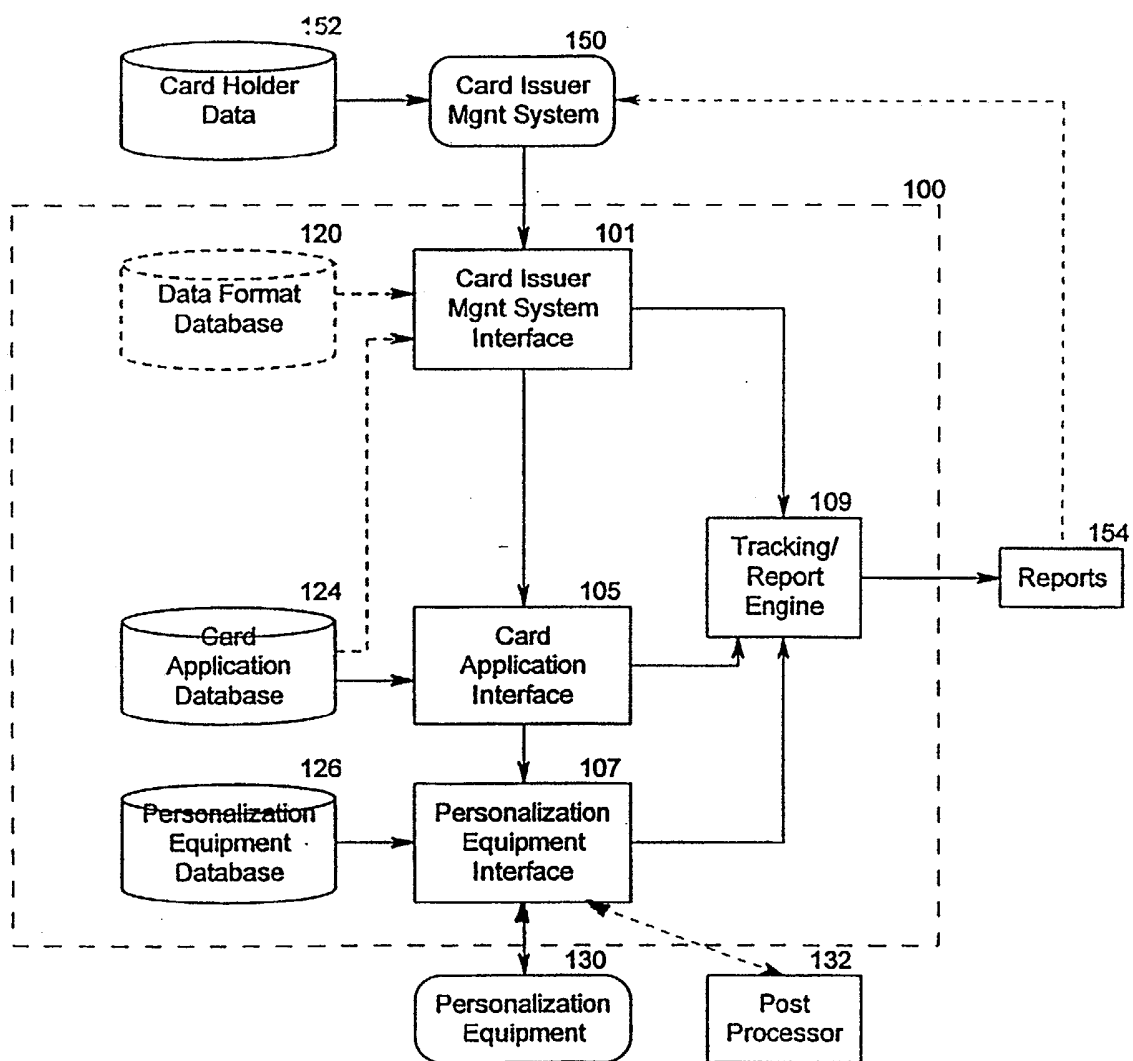 152
Card Holder
Data
150
Card Issuer
Mgnt System
100
120
Data Format
Database
101
Card Issuer
Mgnt System
Interface
109
Tracking/
Report
Engine
154
Reports
124
Card
Application
Database
105
Card
Application
Interface
126
Personalization
Equipment
Database
107
Personalization
Equipment
Interface
130
Personalization
Equipment
132
Post
Processor